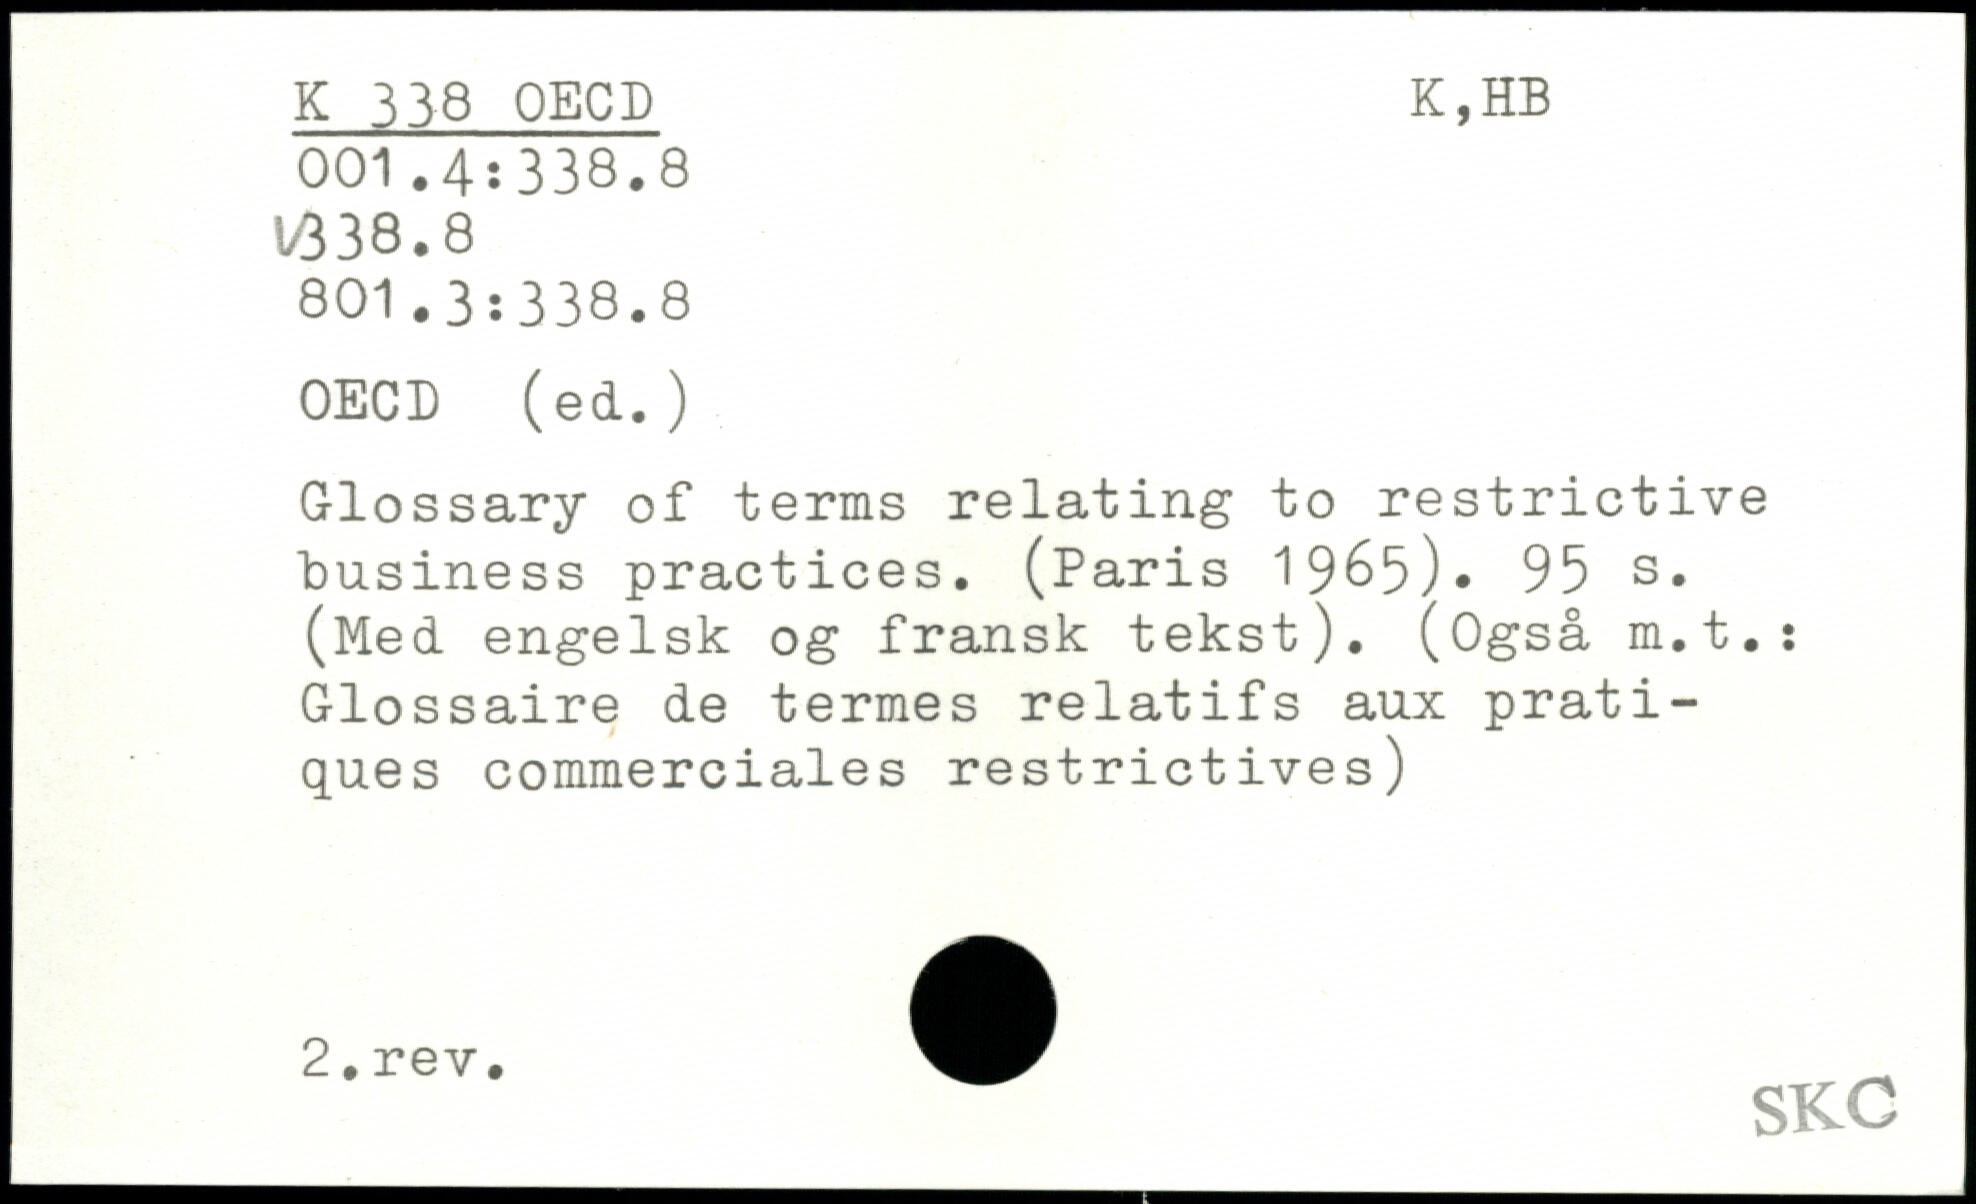 K 338 OECD K,HB
001.4:338.8
√338.8
801.3:338.8
OECD (ed.)
Glossary of terms relating to restrictive
business practices. (Paris 1965). 95 s.
(Med engelsk og fransk tekst). (Også m.t.:
Glossaire de termes relatifs aux prati-
ques commerciales restrictives)
2.rev.
SKC